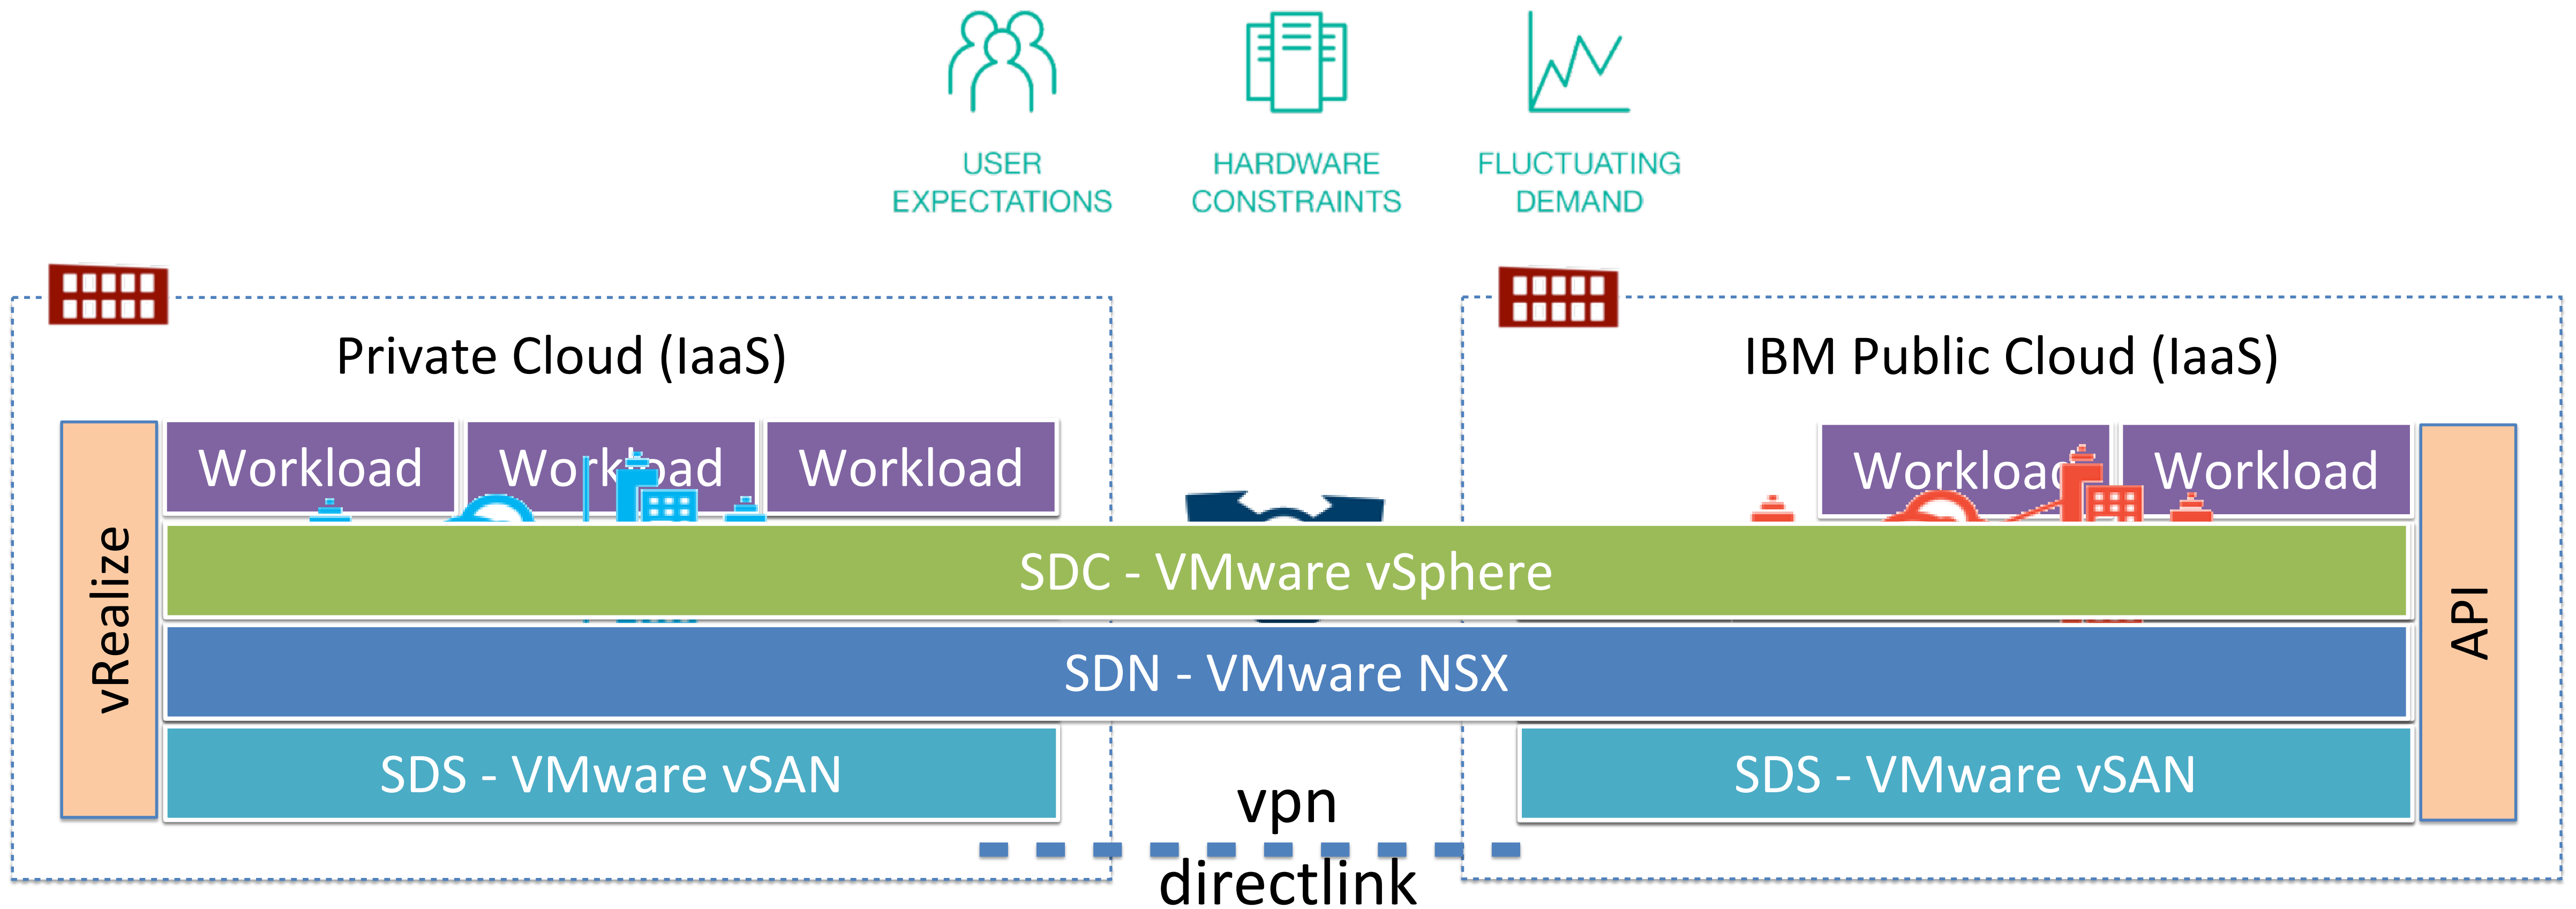 USER
EXPECTATIONS
HARDWARE
CONSTRAINTS
FLUCTUATING
DEMAND
Private Cloud (IaaS)
IBM Public Cloud (IaaS)
vRealize
Workload
Workload
Workload
Workload
Workload
API
SDC - VMware vSphere
SDN - VMware NSX
SDS - VMware vSAN
SDS - VMware vSAN
vpn
directlink